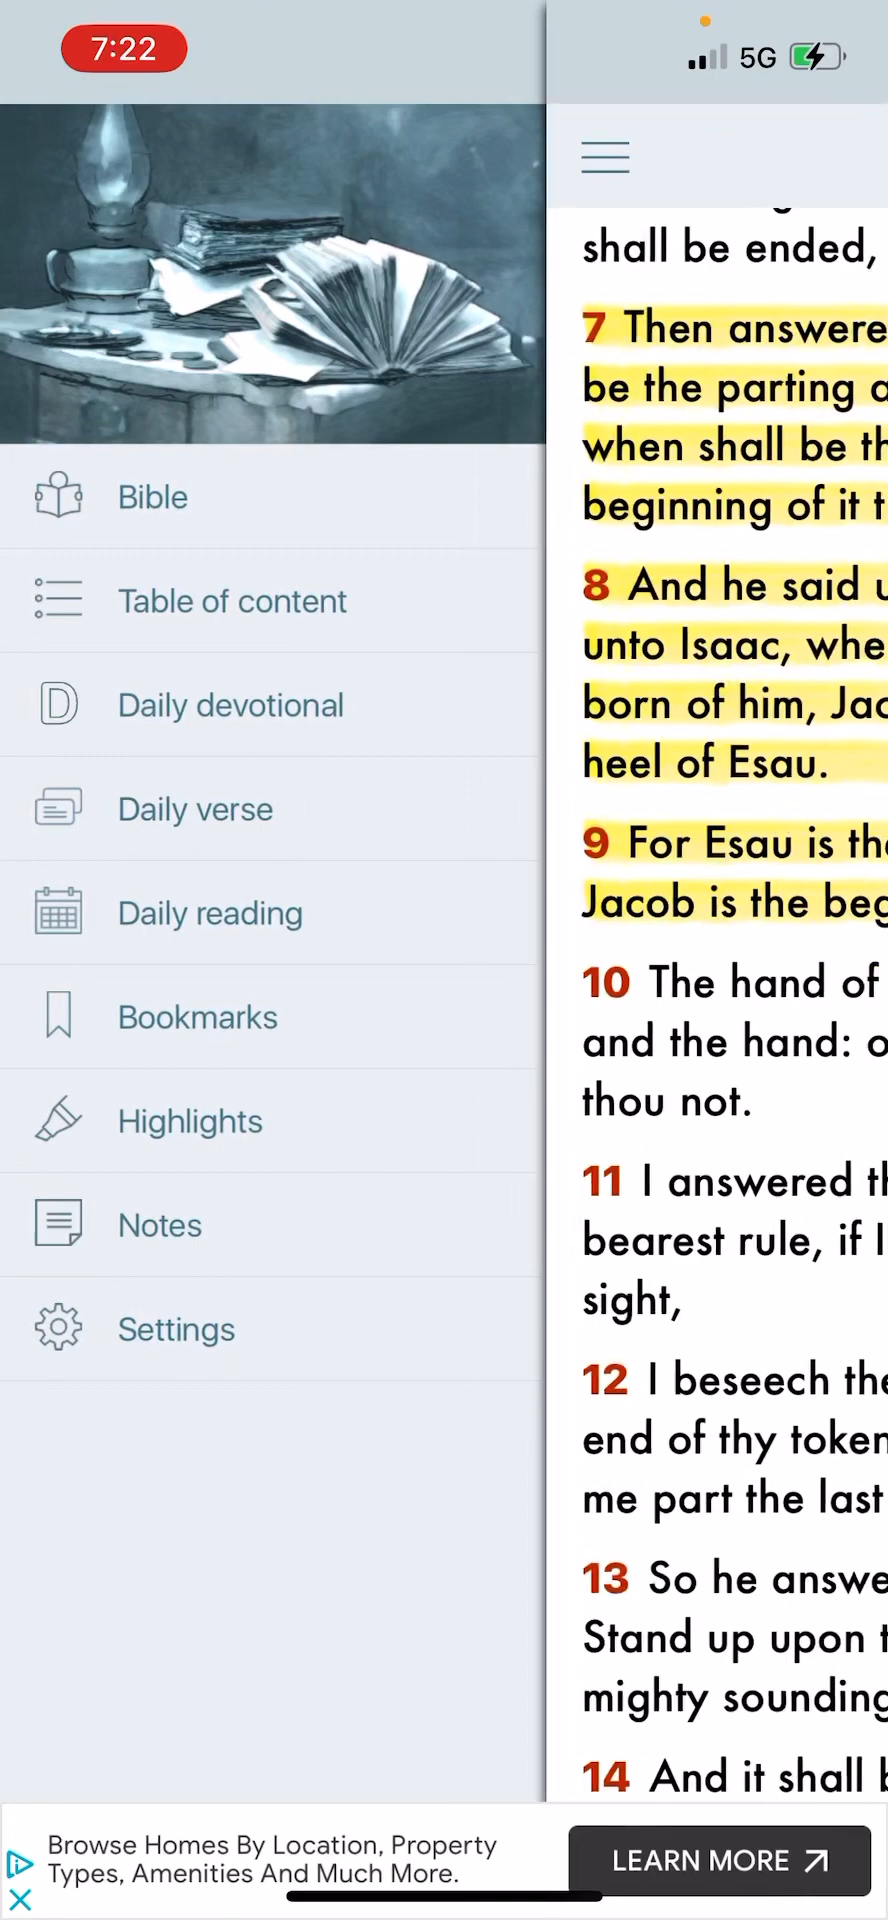 7:22
5G
Bible
Table of content
Daily devotional
Daily verse
Daily reading
Bookmarks
Highlights
Notes
Settings
shall be ended,
7 Then answere
be the parting a
when shall be th
beginning of it t
8 And he said u
unto Isaac, whe
born of him, Jac
heel of Esau.
9 For Esau is the
Jacob is the beg
10 The hand of
and the hand: o
thou not.
11 I answered th
bearest rule, if I
sight,
12 I beseech the
end of thy token
me part the last
13 So he answe
Stand up upon t
mighty sounding
14 And it shall b
Browse Homes By Location, Property
Types, Amenities And Much More.
LEARN MORE